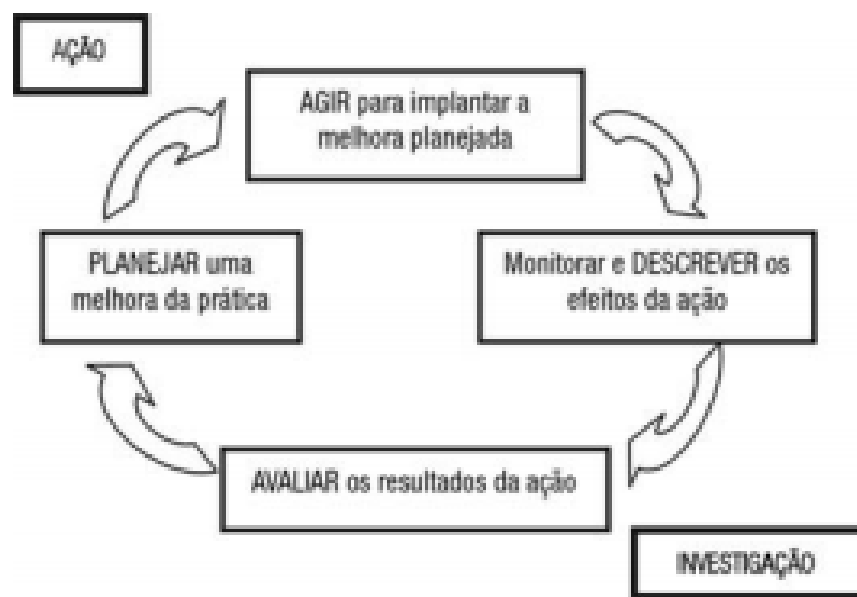 AÇÃO
AGIR para implantar a
melhora planejada
PLANEJAR uma
melhora da prática
Monitorar e DESCREVER os
efeitos da ação
AVALIAR os resultados da ação
INVESTIGAÇÃO